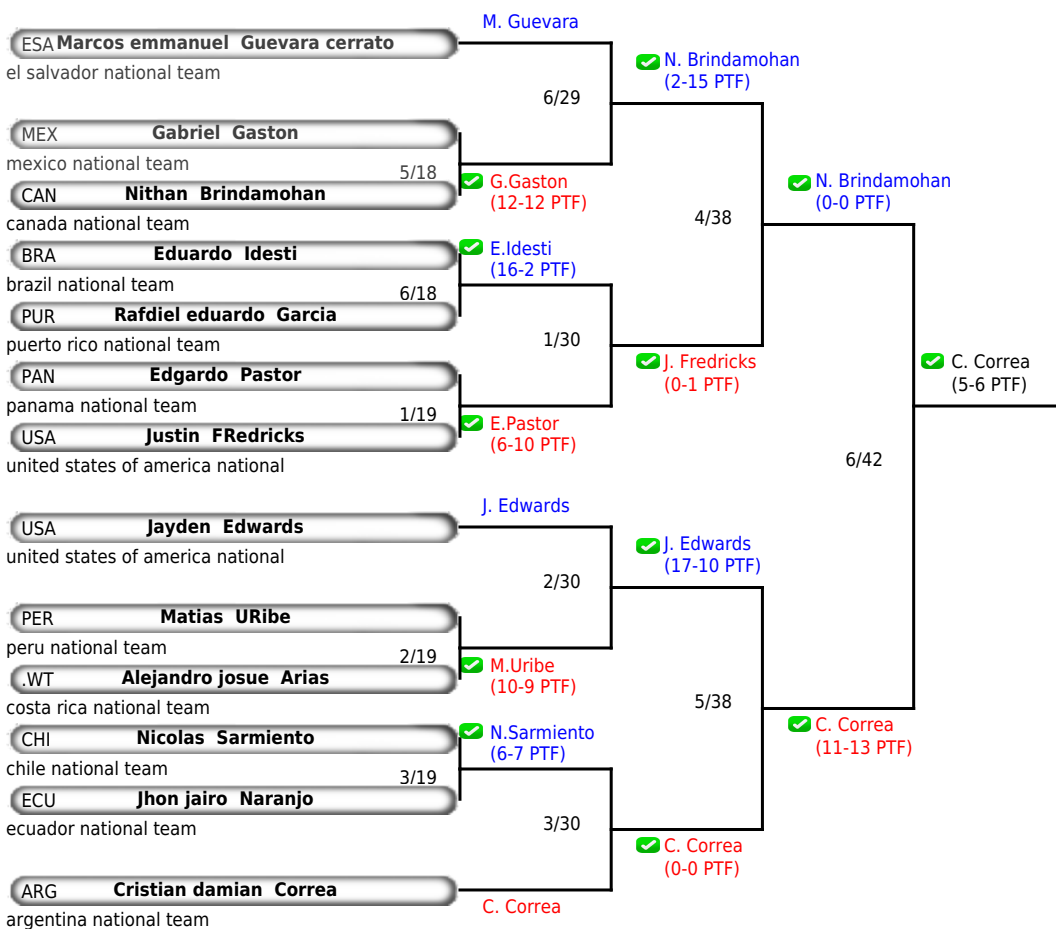 M. Guevara
ESA Marcos emmanuel Guevara cerrato
el salvador national team
N. Brindamohan
(2-15 PTF)
6/29
MEX Gabriel Gaston
mexico national team
5/18
G.Gaston
(12-12 PTF)
CAN Nithan Brindamohan
canada national team
N. Brindamohan
(0-0 PTF)
4/38
BRA Eduardo Idesti
brazil national team
E.Idesti
(16-2 PTF)
6/18
PUR Rafdiel eduardo Garcia
puerto rico national team
1/30
J. Fredricks
(0-1 PTF)
PAN Edgardo Pastor
panama national team
1/19
E.Pastor
(6-10 PTF)
USA Justin FRedricks
united states of america national
C. Correa
(5-6 PTF)
6/42
J. Edwards
USA Jayden Edwards
united states of america national
J. Edwards
(17-10 PTF)
2/30
PER Matias URibe
peru national team
2/19
M.Uribe
(10-9 PTF)
.WT Alejandro josue Arias
costa rica national team
5/38
C. Correa
(11-13 PTF)
CHI Nicolas Sarmiento
chile national team
N.Sarmiento
(6-7 PTF)
3/19
ECU Jhon jairo Naranjo
ecuador national team
3/30
C. Correa
(0-0 PTF)
ARG Cristian damian Correa
argentina national team
C. Correa